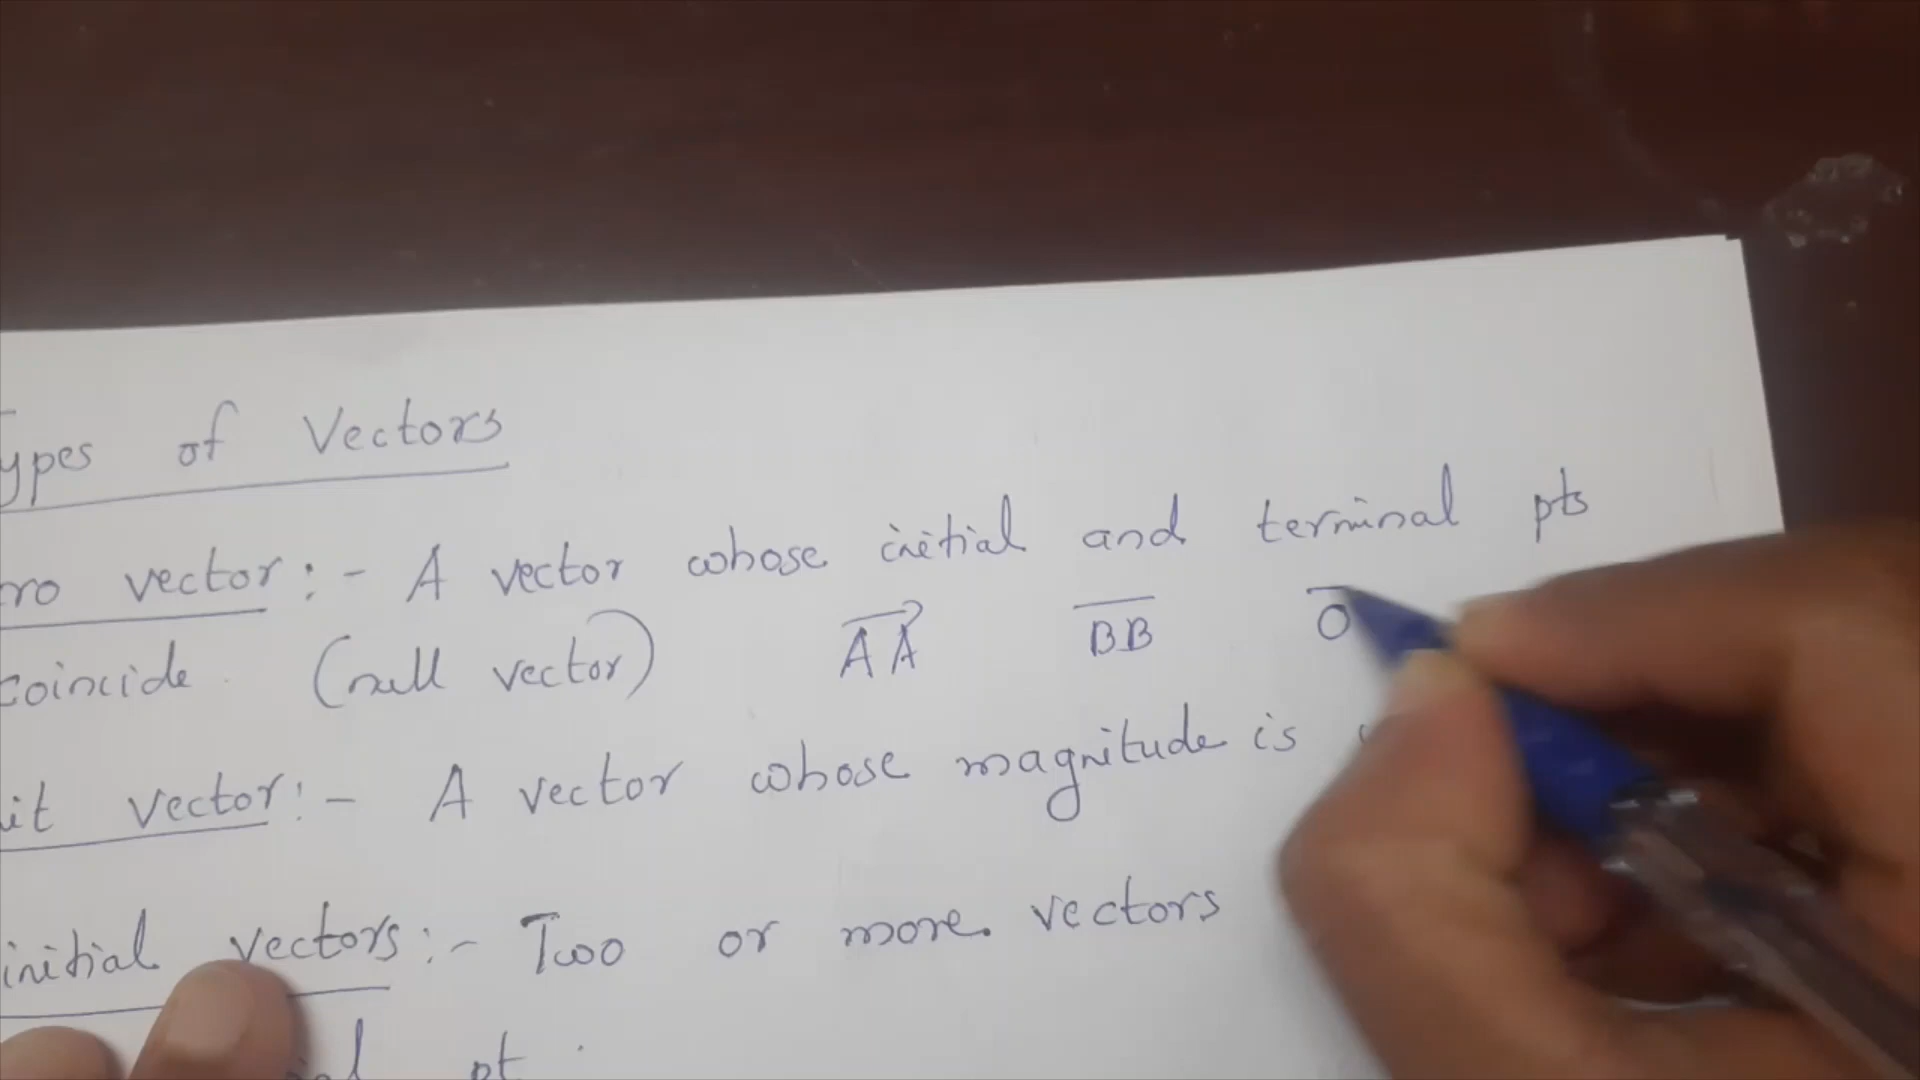 ypes of Vectors
ro vector :- A vector whose initial and terminal pts
coincide (null vector) AA BB O
it vector :- A vector whose magnitude is
initial vectors :- Two or more vectors
pt